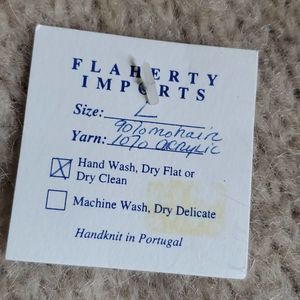 FLAHERTY
IMPORTS
Size: L
90% mohair
Yarn: 10% acrylic
Hand Wash, Dry Flat or
Dry Clean
Machine Wash, Dry Delicate
Handknit in Portugal